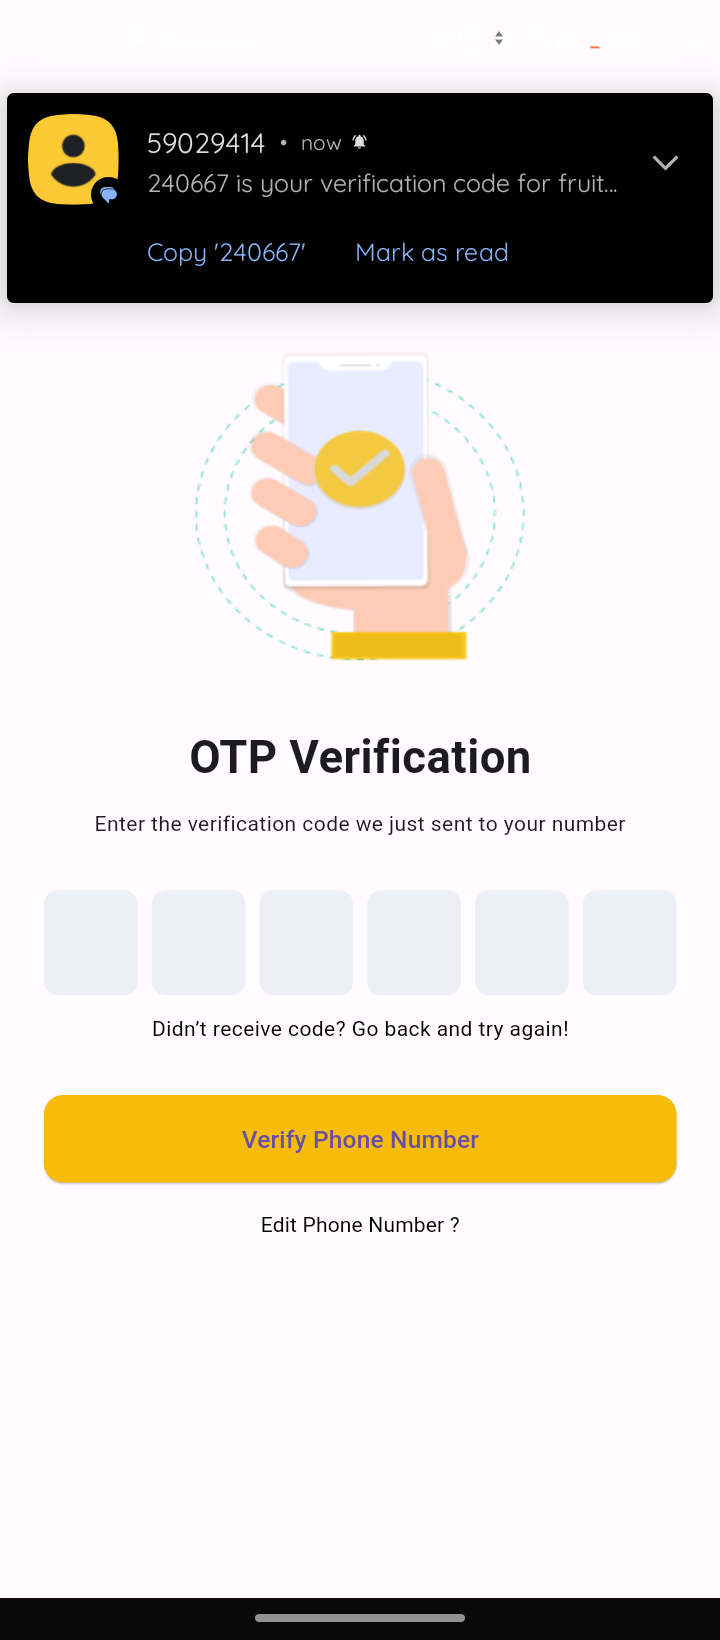 59029414 • now
240667 is your verification code for fruit...
Copy '240667' Mark as read
OTP Verification
Enter the verification code we just sent to your number
Didn't receive code? Go back and try again!
Verify Phone Number
Edit Phone Number ?